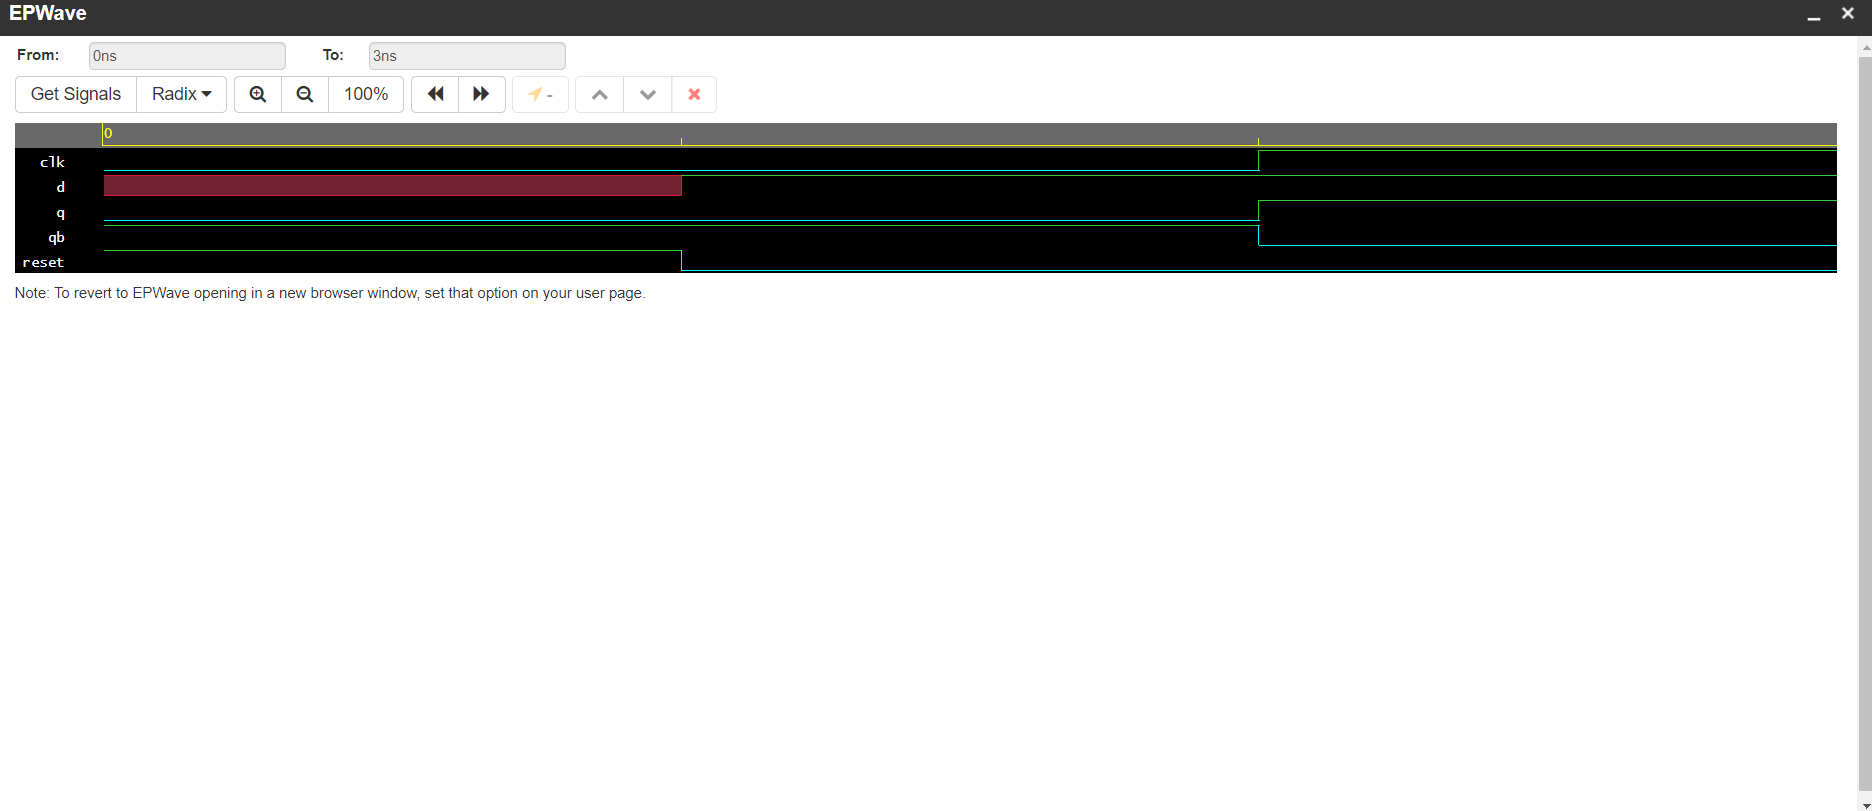 EPWave
From: 0ns To: 3ns
Get Signals Radix 100% -
0
clk
d
q
qb
reset
Note: To revert to EPWave opening in a new browser window, set that option on your user page.